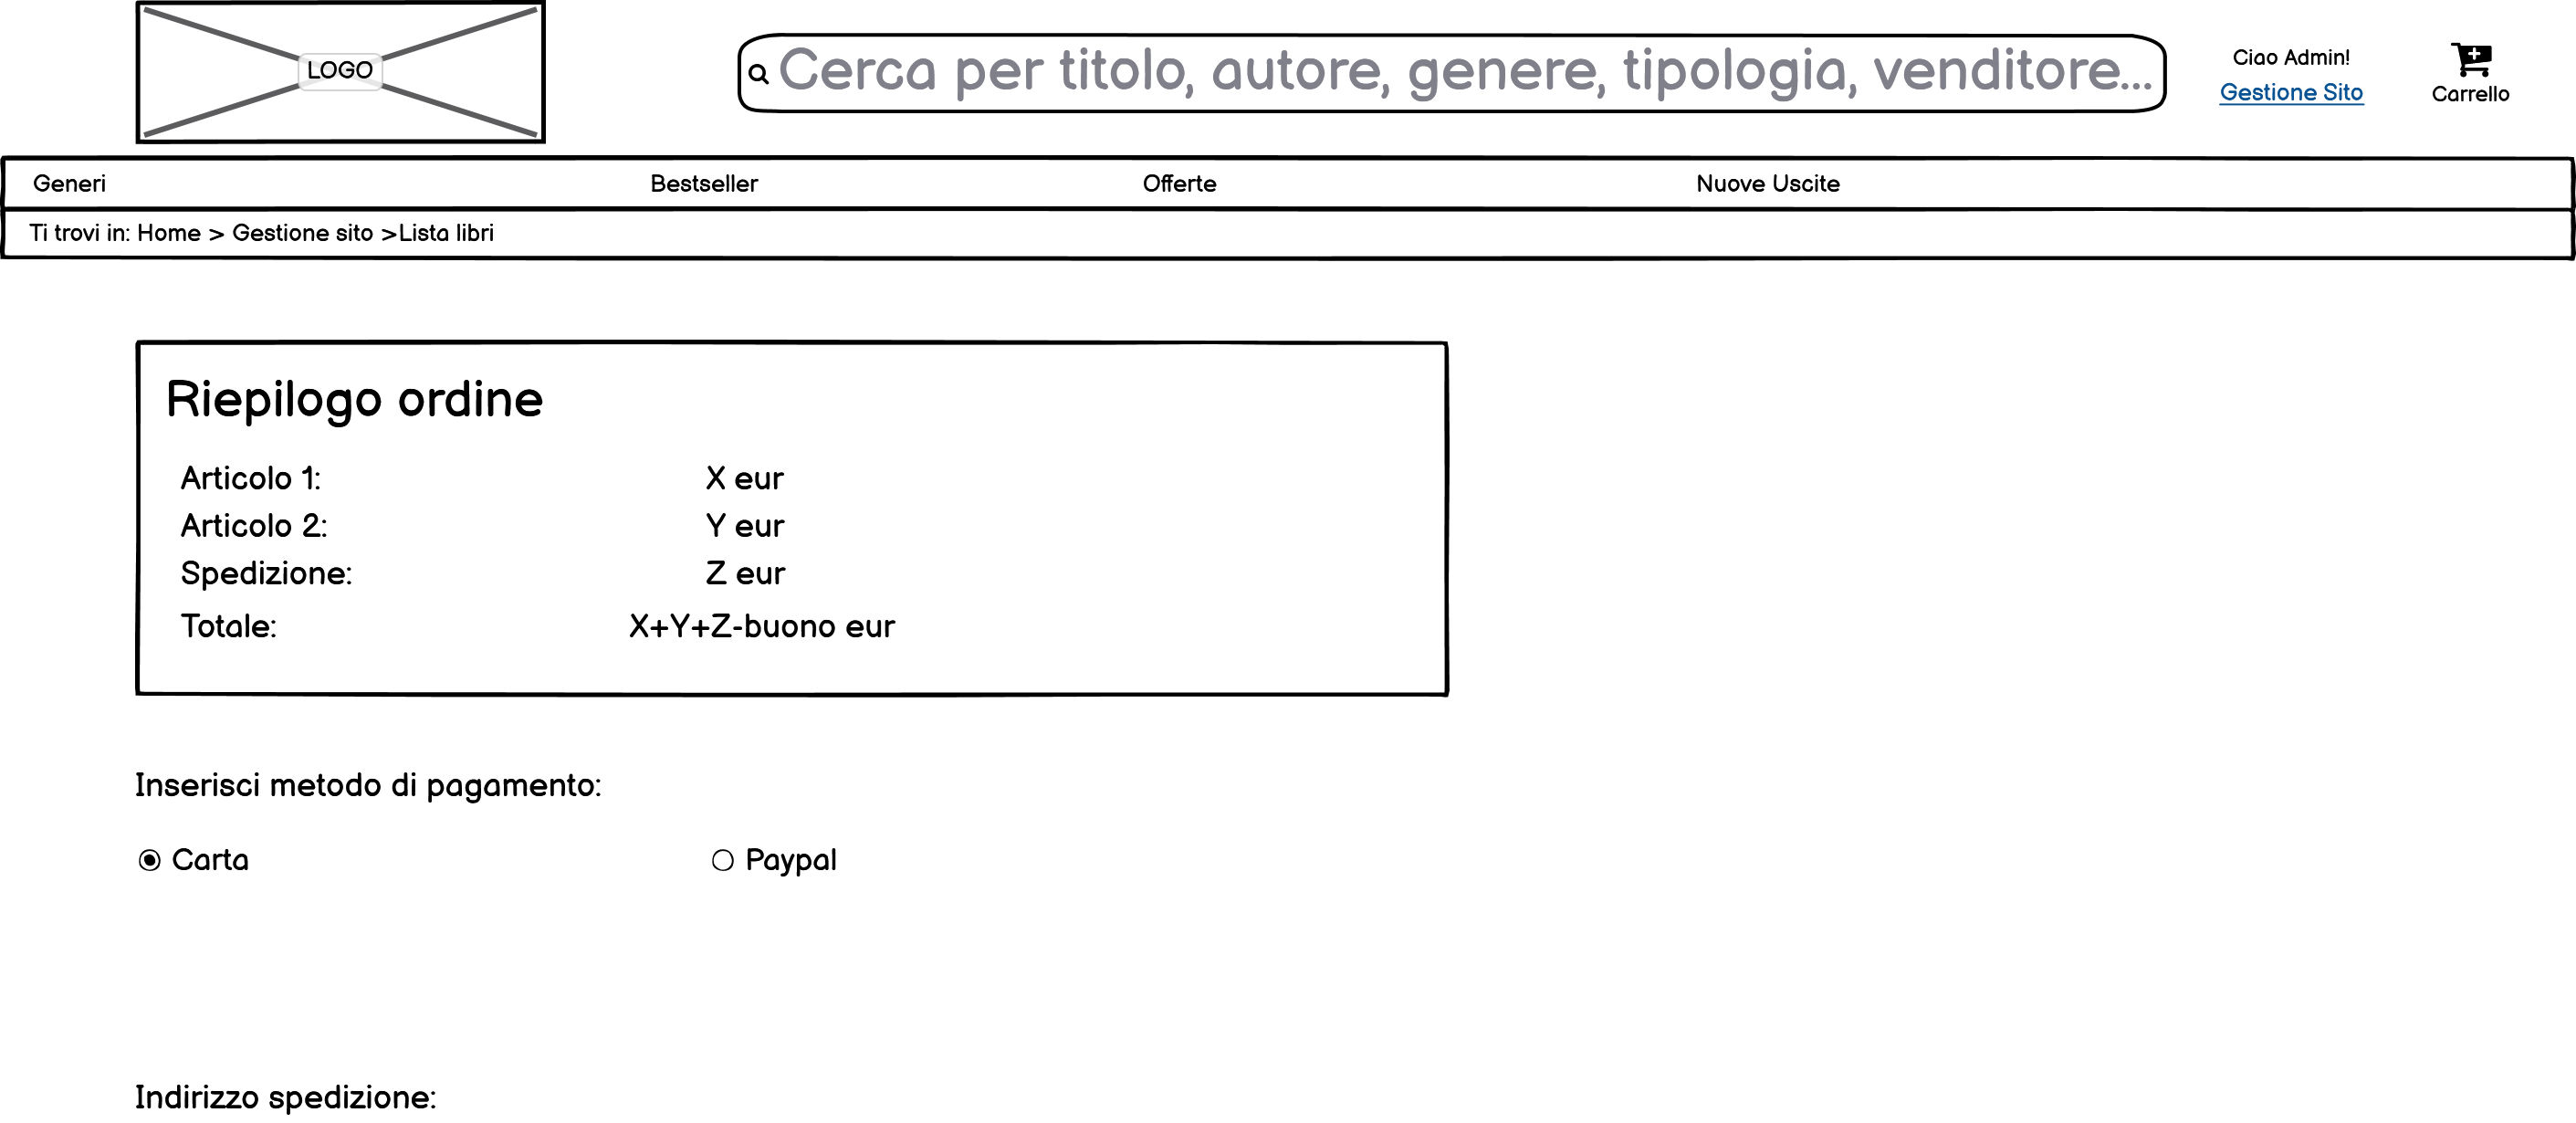 LOGO
Cerca per titolo, autore, genere, tipologia, venditore...
Ciao Admin!
Gestione Sito
Carrello
Generi
Bestseller
Offerte
Nuove Uscite
Ti trovi in: Home > Gestione sito >Lista libri
Riepilogo ordine
Articolo 1: X eur
Articolo 2: Y eur
Spedizione: Z eur
Totale: X+Y+Z-buono eur
Inserisci metodo di pagamento:
Carta
Paypal
Indirizzo spedizione: